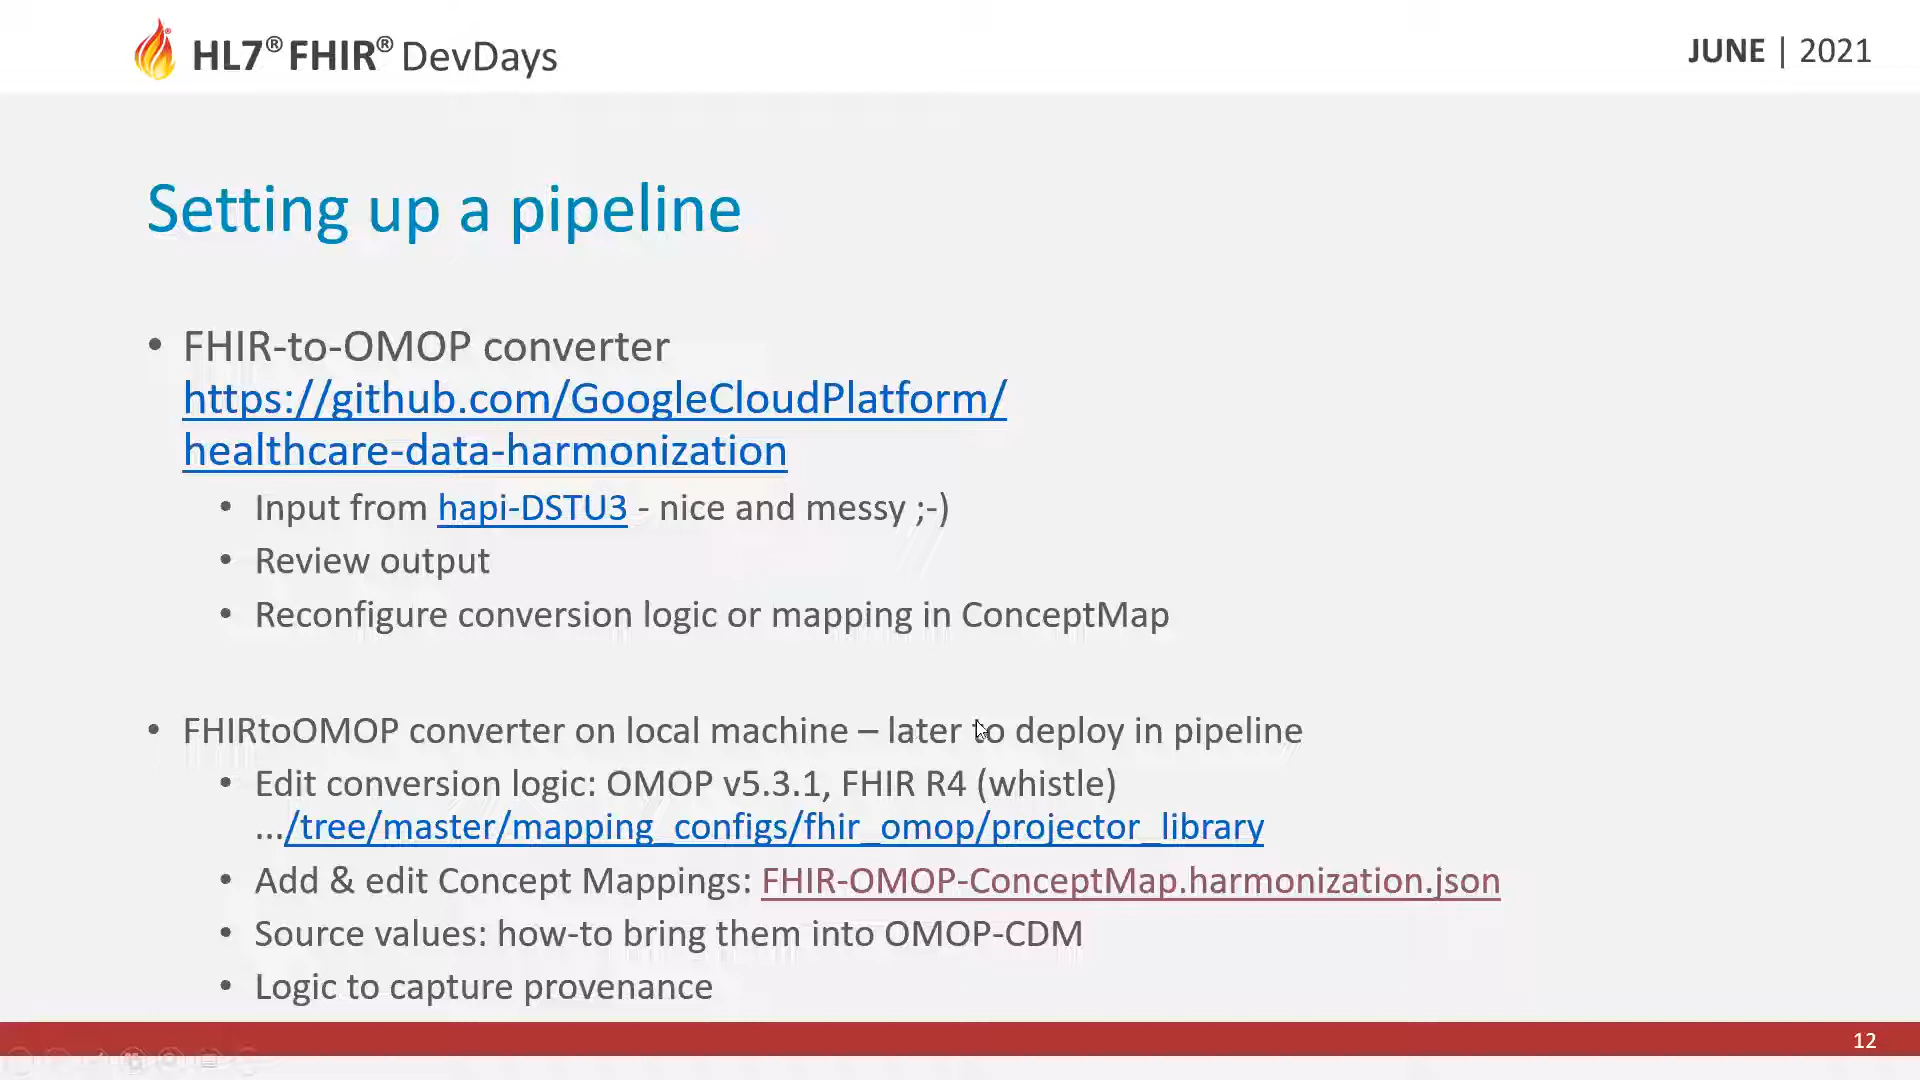 HL7® FHIR® DevDays
JUNE | 2021
Setting up a pipeline
• FHIR-to-OMOP converter
https://github.com/GoogleCloudPlatform/
healthcare-data-harmonization
• Input from hapi-DSTU3 - nice and messy ;-)
• Review output
• Reconfigure conversion logic or mapping in ConceptMap
• FHIRtoOMOP converter on local machine – later to deploy in pipeline
• Edit conversion logic: OMOP v5.3.1, FHIR R4 (whistle)
.../tree/master/mapping_configs/fhir_omop/projector_library
• Add & edit Concept Mappings: FHIR-OMOP-ConceptMap.harmonization.json
• Source values: how-to bring them into OMOP-CDM
• Logic to capture provenance
12